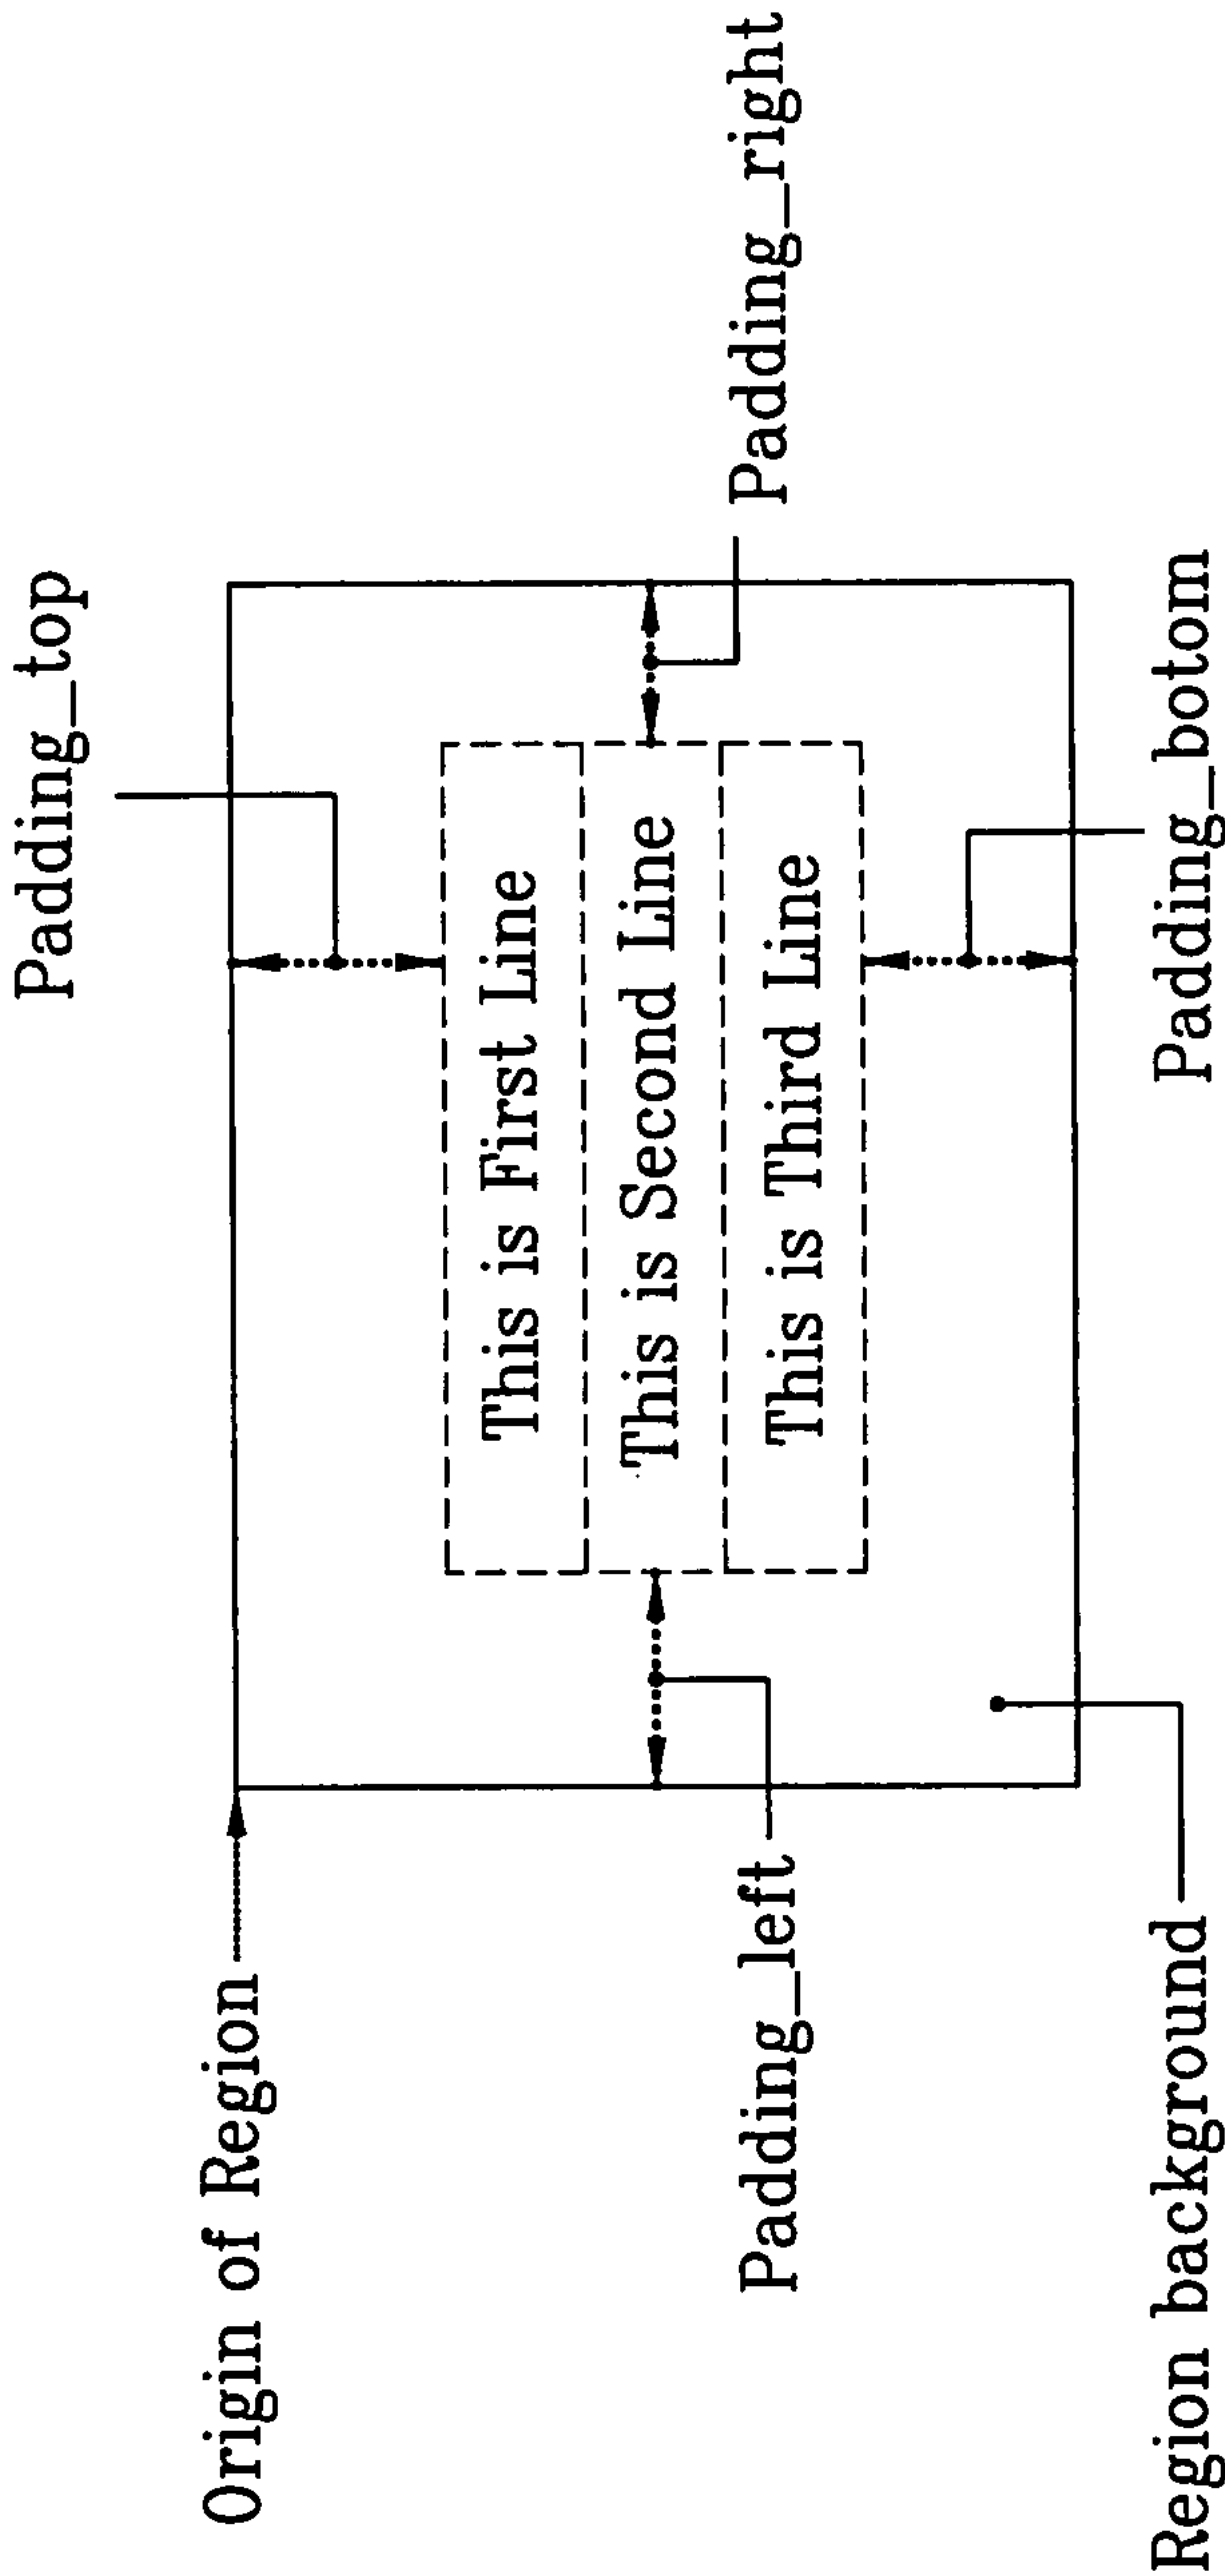 Padding_top
Origin of Region
This is First Line
This is Second Line
This is Third Line
Padding_left
Padding_right
Region background
Padding_botom